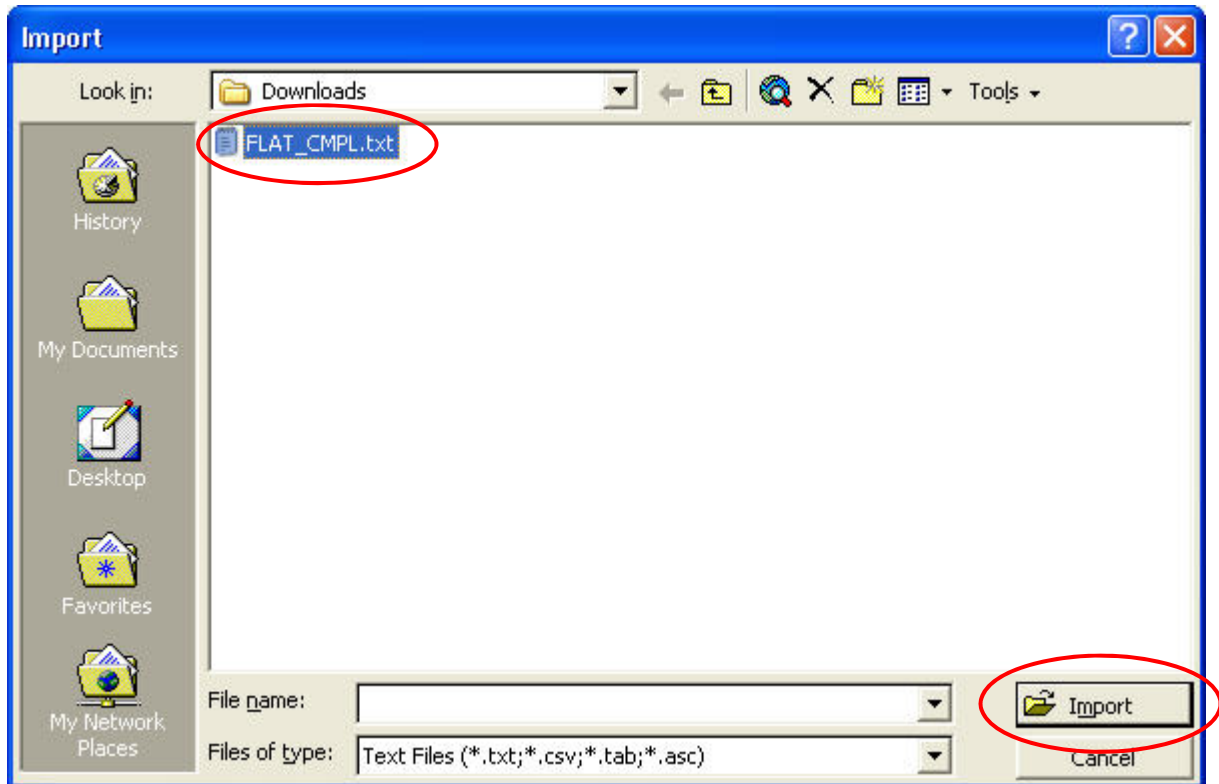 Import
Look in:
Downloads
Tools
FLAT_CMPL.txt
History
My Documents
Desktop
Favorites
My Network
Places
File name:
Import
Files of type:
Text Files (*.txt;*.csv;*.tab;*.asc)
Cancel